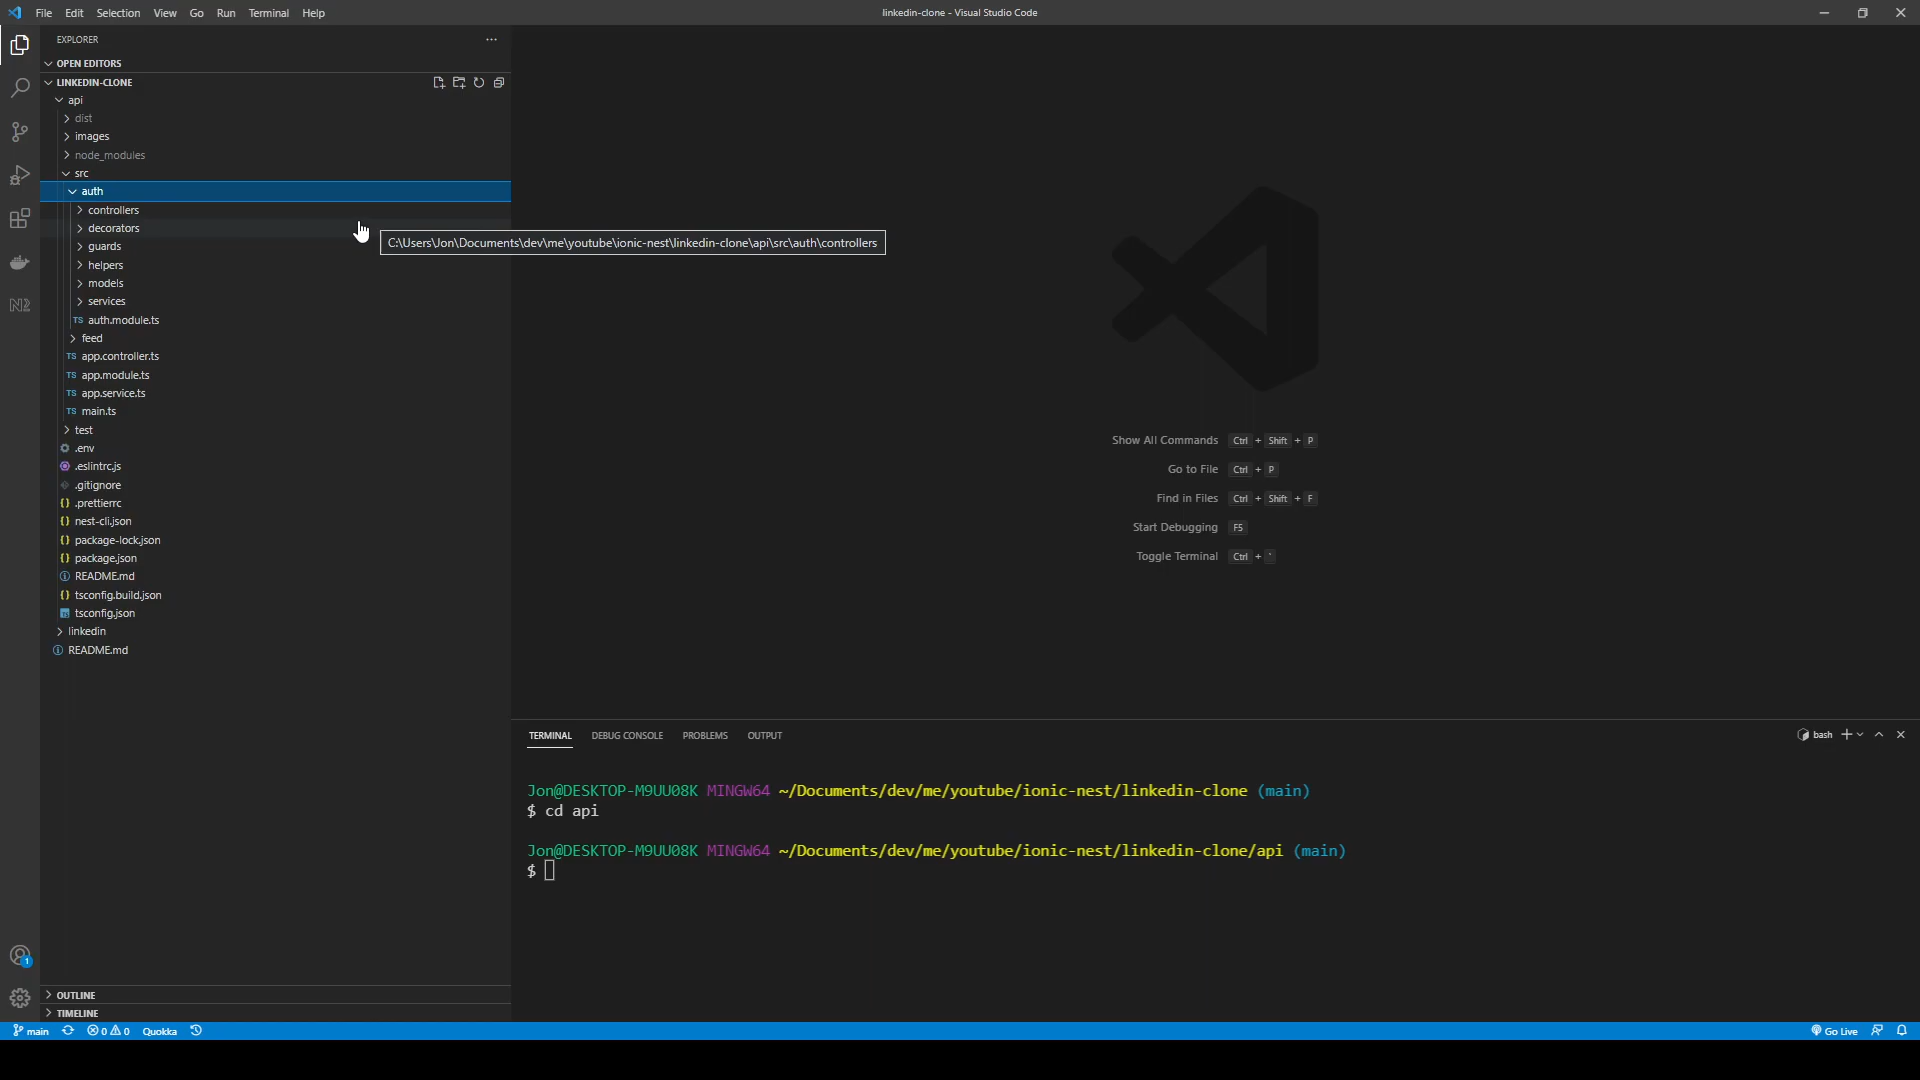 File Edit Selection View Go Run Terminal Help
linkedin-clone - Visual Studio Code
EXPLORER
OPEN EDITORS
LINKEDIN-CLONE
api
dist
images
node_modules
src
auth
controllers
decorators
C:\Users\Jon\Documents\dev\me\youtube\ionic-nest\linkedin-clone\api\src\auth\controllers
guards
helpers
models
services
TS auth.module.ts
feed
TS app.controller.ts
TS app.module.ts
TS app.service.ts
TS main.ts
test
.env
.eslintrc.js
.gitignore
{} .prettierrc
{} nest-cli.json
{} package-lock.json
{} package.json
README.md
{} tsconfig.build.json
TS tsconfig.json
linkedin
README.md
OUTLINE
TIMELINE
Show All Commands Ctrl + Shift + P
Go to File Ctrl + P
Find in Files Ctrl + Shift + F
Start Debugging F5
Toggle Terminal Ctrl + `
TERMINAL DEBUG CONSOLE PROBLEMS OUTPUT
bash
Jon@DESKTOP-M9UU08K MINGW64 ~/Documents/dev/me/youtube/ionic-nest/linkedin-clone (main)
$ cd api
Jon@DESKTOP-M9UU08K MINGW64 ~/Documents/dev/me/youtube/ionic-nest/linkedin-clone/api (main)
$
1
main 0 0 Quokka
Go Live